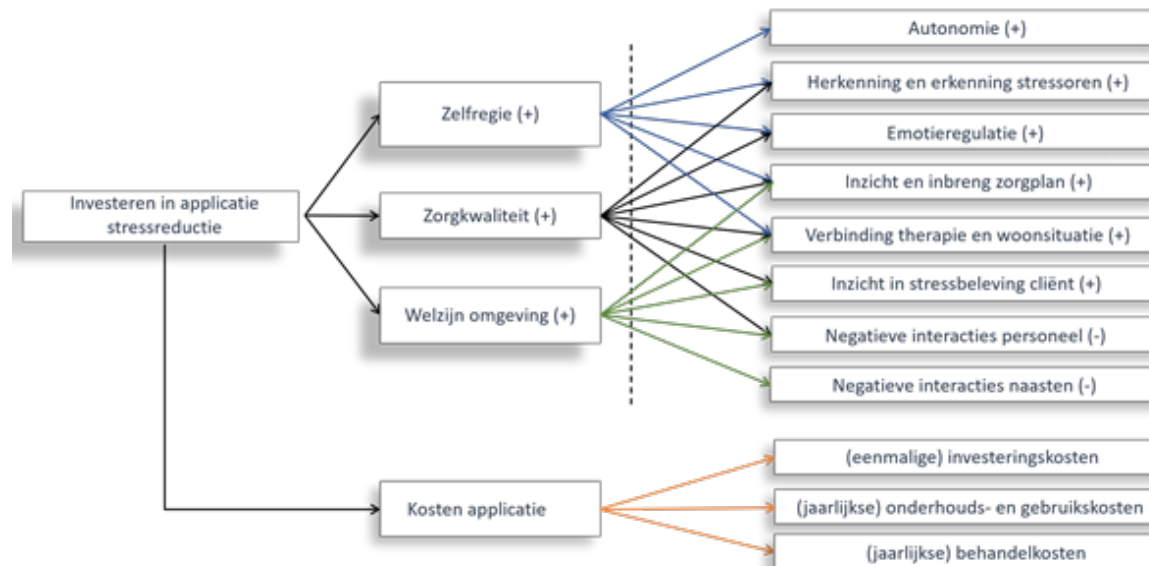 Autonomie (+)
Herkenning en erkenning stressoren (+)
Zelfregie (+)
Emotieregulatie (+)
Inzicht en inbreng zorgplan (+)
Investeren in applicatie
stressreductie
Zorgkwaliteit (+)
Verbinding therapie en woonsituatie (+)
Inzicht in stressbeleving cliënt (+)
Welzijn omgeving (+)
Negatieve interacties personeel (-)
Negatieve interacties naasten (-)
(eenmalige) investeringskosten
Kosten applicatie
(jaarlijkse) onderhouds- en gebruikskosten
(jaarlijkse) behandelkosten